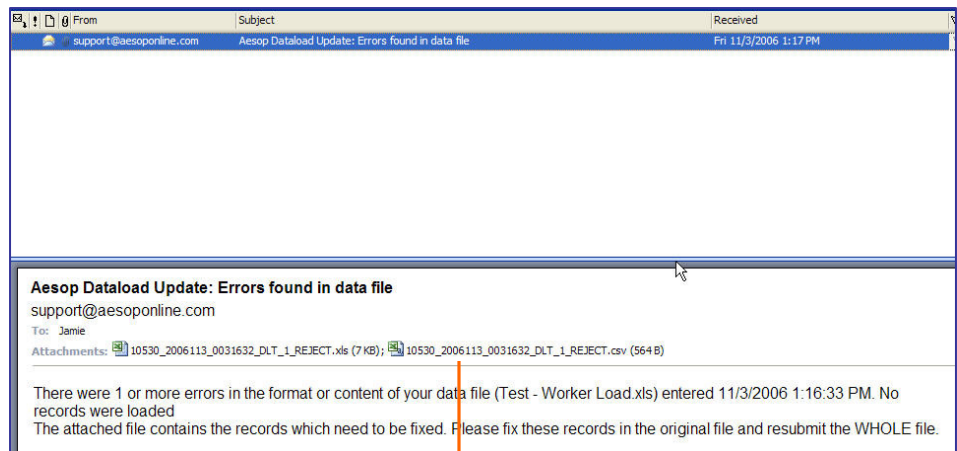 From Subject Received
support@aesoponline.com Aesop Dataload Update: Errors found in data file Fri 11/3/2006 1:17 PM
Aesop Dataload Update: Errors found in data file
support@aesoponline.com
To: Jamie
Attachments: 10530_2006113_0031632_DLT_1_REJECT.xls (7 KB); 10530_2006113_0031632_DLT_1_REJECT.csv (564 B)
There were 1 or more errors in the format or content of your data file (Test - Worker Load.xls) entered 11/3/2006 1:16:33 PM. No
records were loaded
The attached file contains the records which need to be fixed. Please fix these records in the original file and resubmit the WHOLE file.